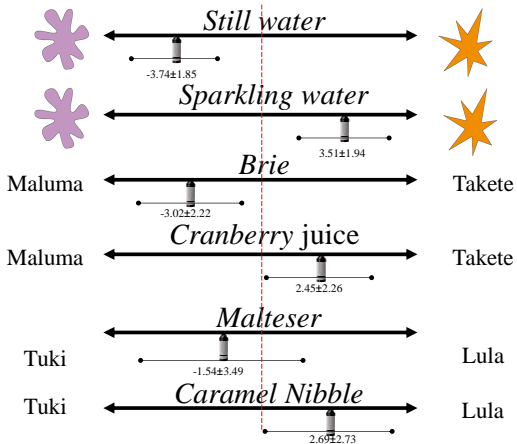 Still water
-3.74±1.85
Sparkling water
3.51±1.94
Brie
Maluma
Takete
-3.02±2.22
Cranberry juice
Maluma
Takete
2.45±2.26
Malteser
Tuki
Lula
-1.54±3.49
Caramel Nibble
Tuki
Lula
2.69±2.73